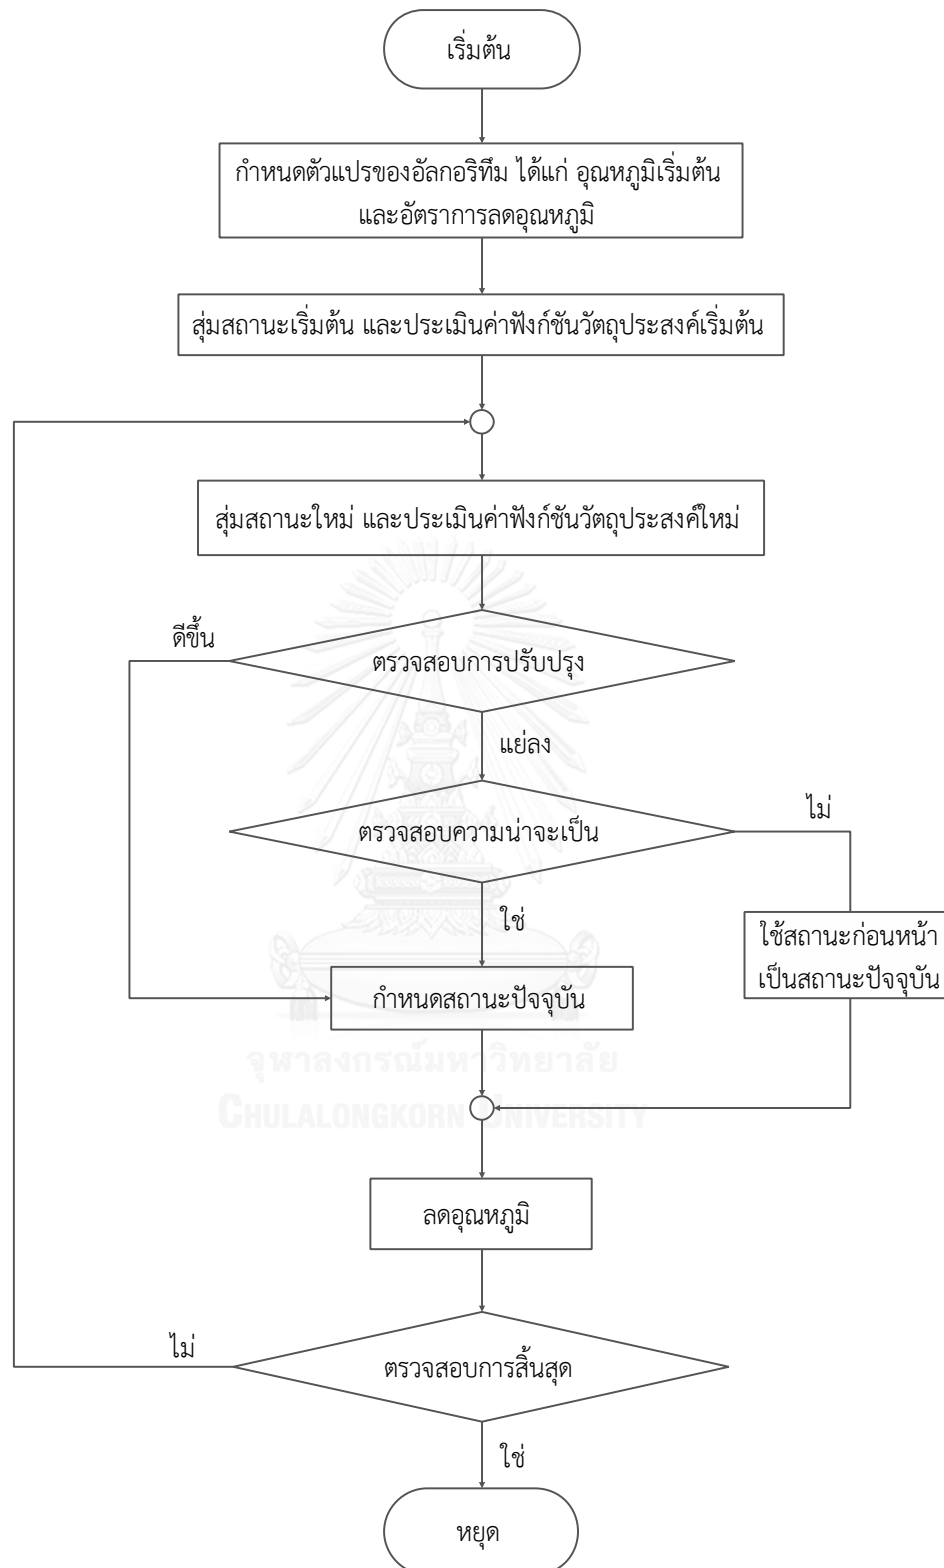 เริ่มต้น
กำหนดตัวแปรของอัลกอริทึม ได้แก่ อุณหภูมิเริ่มต้น
และอัตราการลดอุณหภูมิ
สุ่มสถานะเริ่มต้น และประเมินค่าฟังก์ชันวัตถุประสงค์เริ่มต้น
สุ่มสถานะใหม่ และประเมินค่าฟังก์ชันวัตถุประสงค์ใหม่
ดีขึ้น
ตรวจสอบการปรับปรุง
แย่ลง
ไม่
ตรวจสอบความน่าจะเป็น
ใช่
ใช้สถานะก่อนหน้า
เป็นสถานะปัจจุบัน
กำหนดสถานะปัจจุบัน
จุฬาลงกรณ์มหาวิทยาลัย
CHULALONGKORN UNIVERSITY
ลดอุณหภูมิ
ไม่
ตรวจสอบการสิ้นสุด
ใช่
หยุด